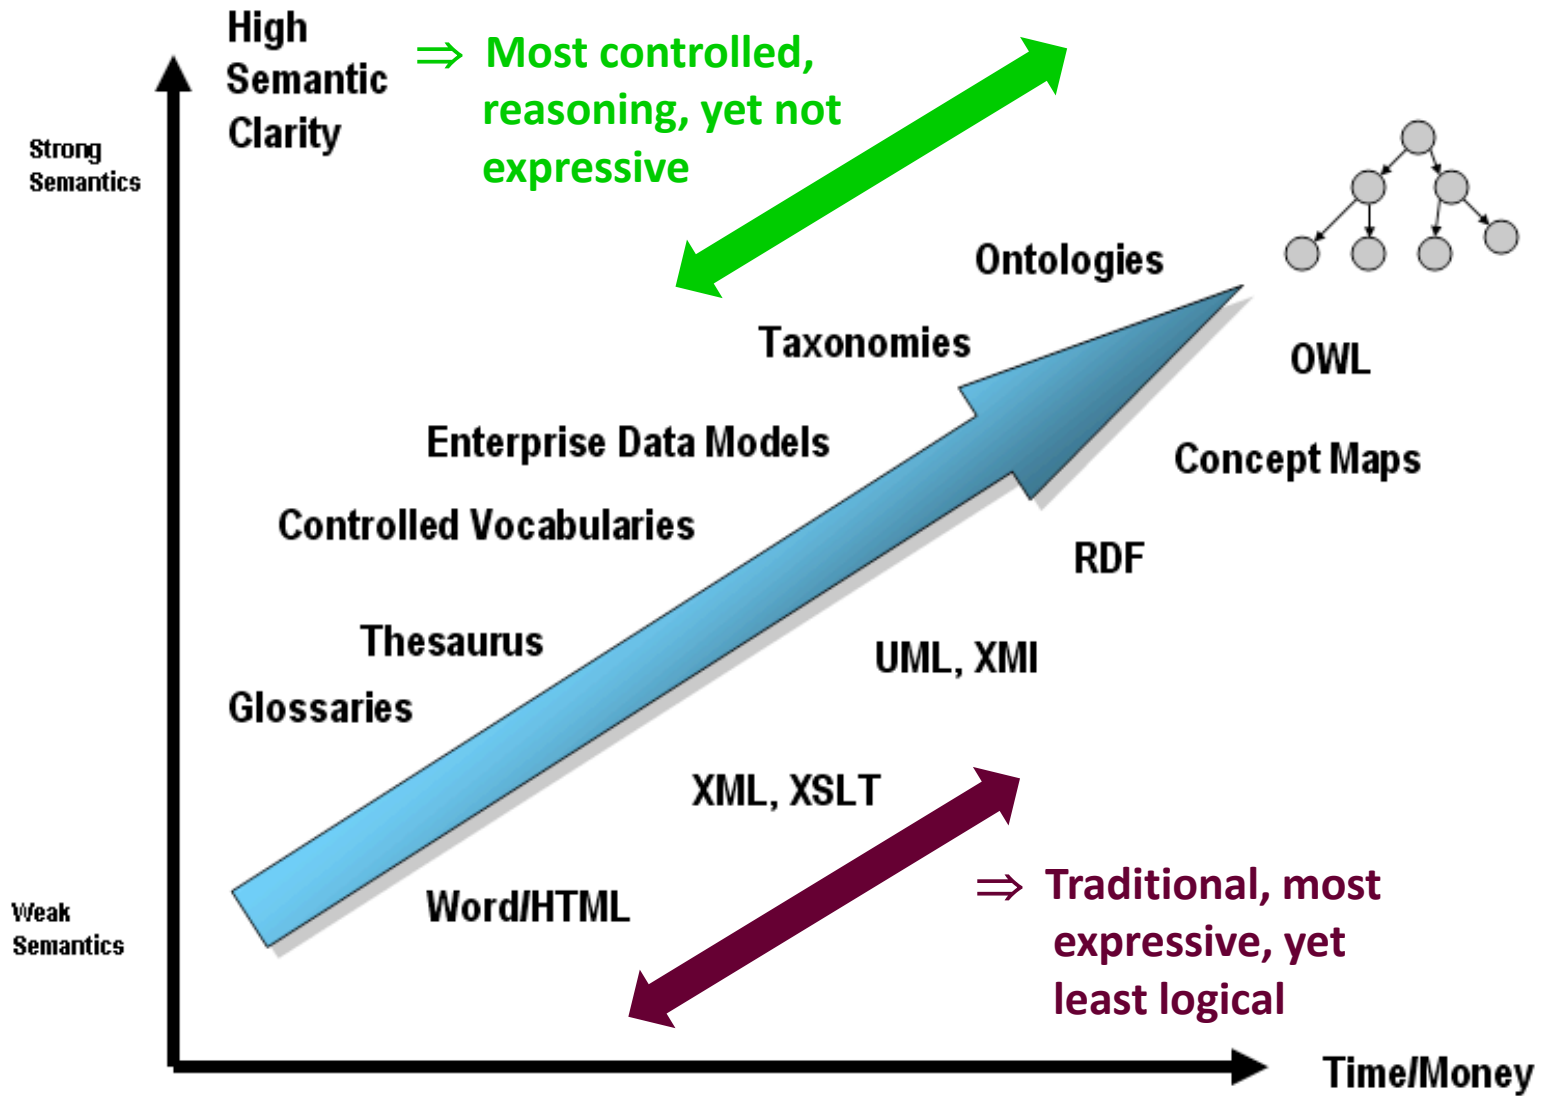 High
Semantic
Clarity
⇒ Most controlled,
reasoning, yet not
expressive
Strong
Semantics
Ontologies
Taxonomies
OWL
Enterprise Data Models
Concept Maps
Controlled Vocabularies
RDF
Thesaurus
UML, XMI
Glossaries
XML, XSLT
Word/HTML
Weak
Semantics
⇒ Traditional, most
expressive, yet
least logical
Time/Money